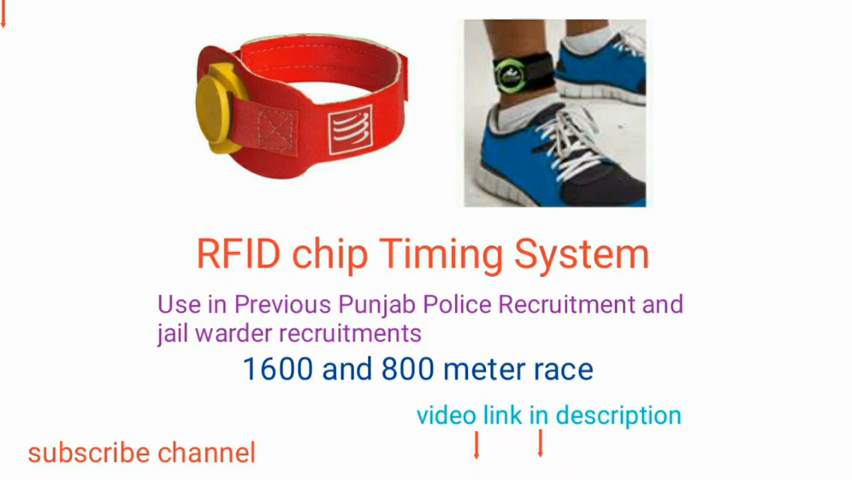 RFID chip Timing System
Use in Previous Punjab Police Recruitment and
jail warder recruitments
1600 and 800 meter race
video link in description
subscribe channel